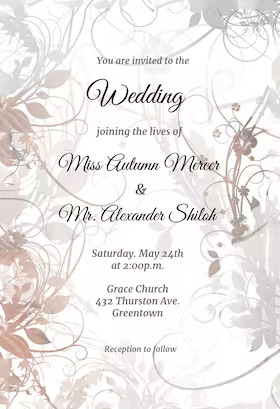 You are invited to the
Wedding
joining the lives of
Miss Autumn Mercer
&
Mr. Alexander Shiloh
Saturday. May 24th
at 2:00p.m.
Grace Church
432 Thurston Ave.
Greentown
Reception to follow